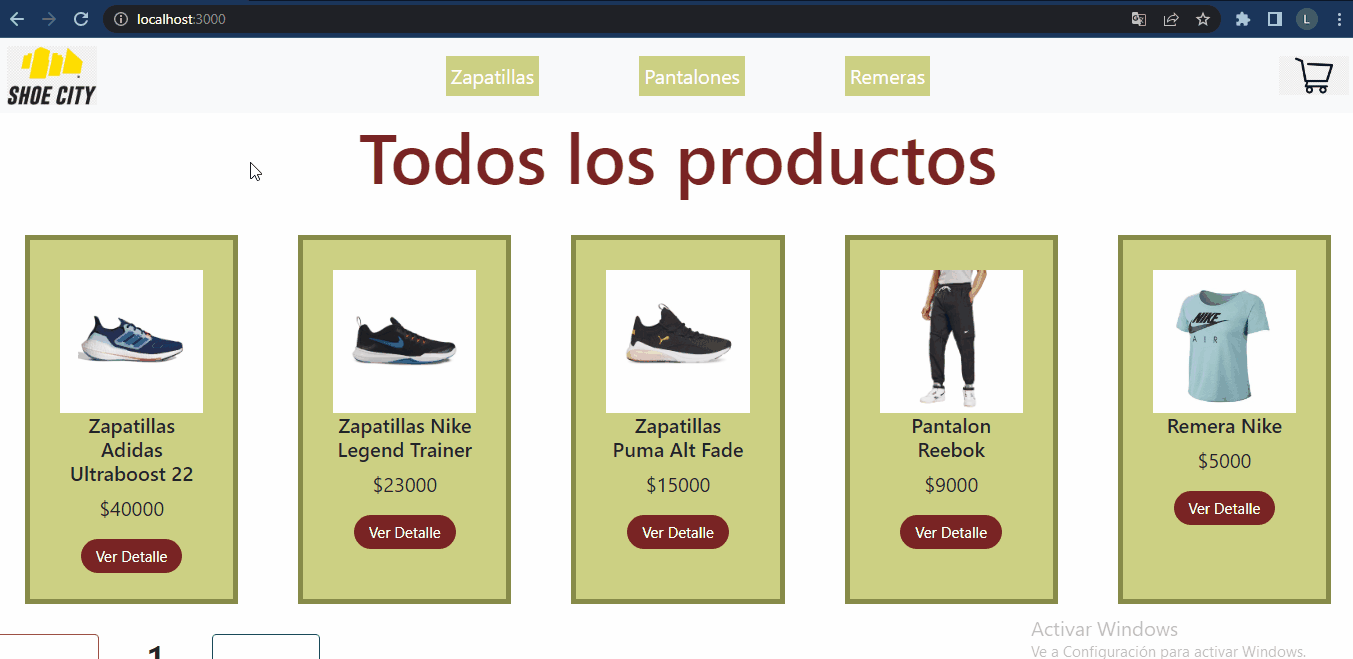 localhost:3000
L
SHOE CITY
Zapatillas
Pantalones
Remeras
Todos los productos
Zapatillas
Adidas
Ultraboost 22
$40000
Ver Detalle
Zapatillas Nike
Legend Trainer
$23000
Ver Detalle
Zapatillas
Puma Alt Fade
$15000
Ver Detalle
Pantalon
Reebok
$9000
Ver Detalle
NIKE
AIR
Remera Nike
$5000
Ver Detalle
1
Activar Windows
Ve a Configuración para activar Windows.